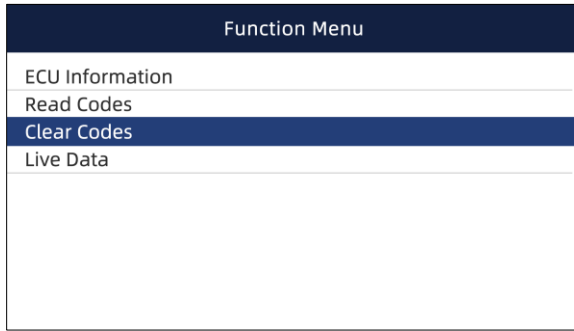 Function Menu
ECU Information
Read Codes
Clear Codes
Live Data